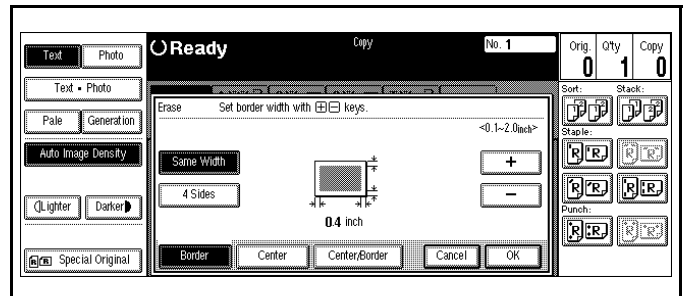 Text
Photo
Text • Photo
Pale
Generation
Auto Image Density
Lighter
Darker
Special Original
Ready
Copy
No. 1
Erase
Set border width with + − keys.
<0.1~2.0inch>
Same Width
4 Sides
0.4 inch
+
−
Border
Center
Center/Border
Cancel
OK
Orig.
Q'ty
Copy
0
1
0
Sort:
Stack:
Staple:
Punch: